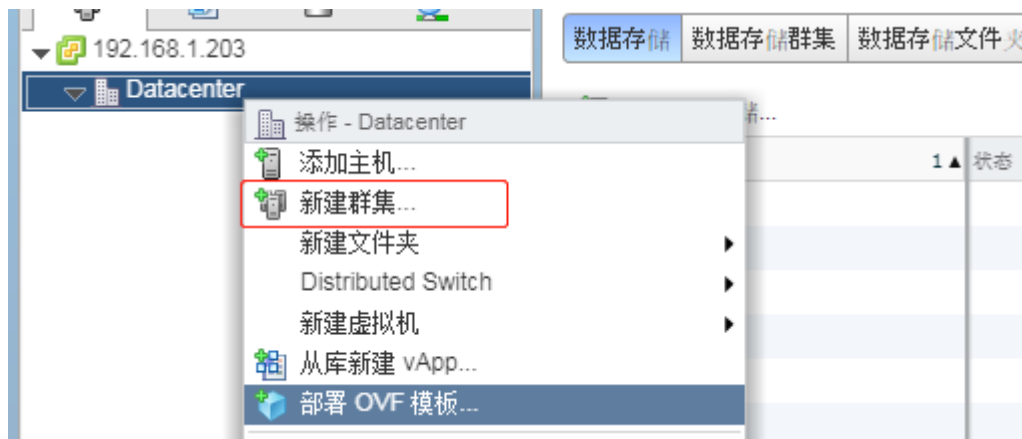 192.168.1.203
Datacenter
数据存储
数据存储群集
数据存储文件夹
操作 - Datacenter
储...
添加主机...
1
状态
新建群集...
新建文件夹
Distributed Switch
新建虚拟机
从库新建 vApp...
部署 OVF 模板...